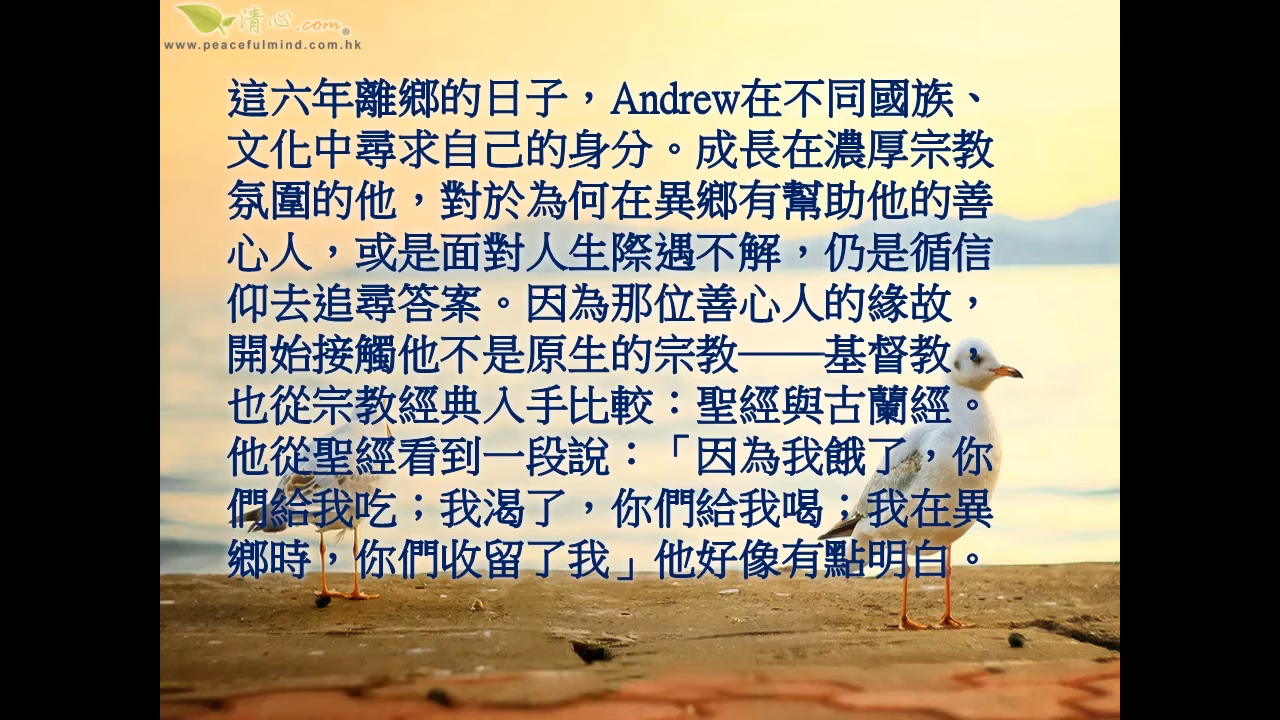 清心.com®
www.peacefulmind.com.hk
這六年離鄉的日子，Andrew在不同國族、
文化中尋求自己的身分。成長在濃厚宗教
氛圍的他，對於為何在異鄉有幫助他的善
心人，或是面對人生際遇不解，仍是循信
仰去追尋答案。因為那位善心人的緣故，
開始接觸他不是原生的宗教──基督教，
也從宗教經典入手比較：聖經與古蘭經。
他從聖經看到一段說：「因為我餓了，你
們給我吃；我渴了，你們給我喝；我在異
鄉時，你們收留了我」他好像有點明白。